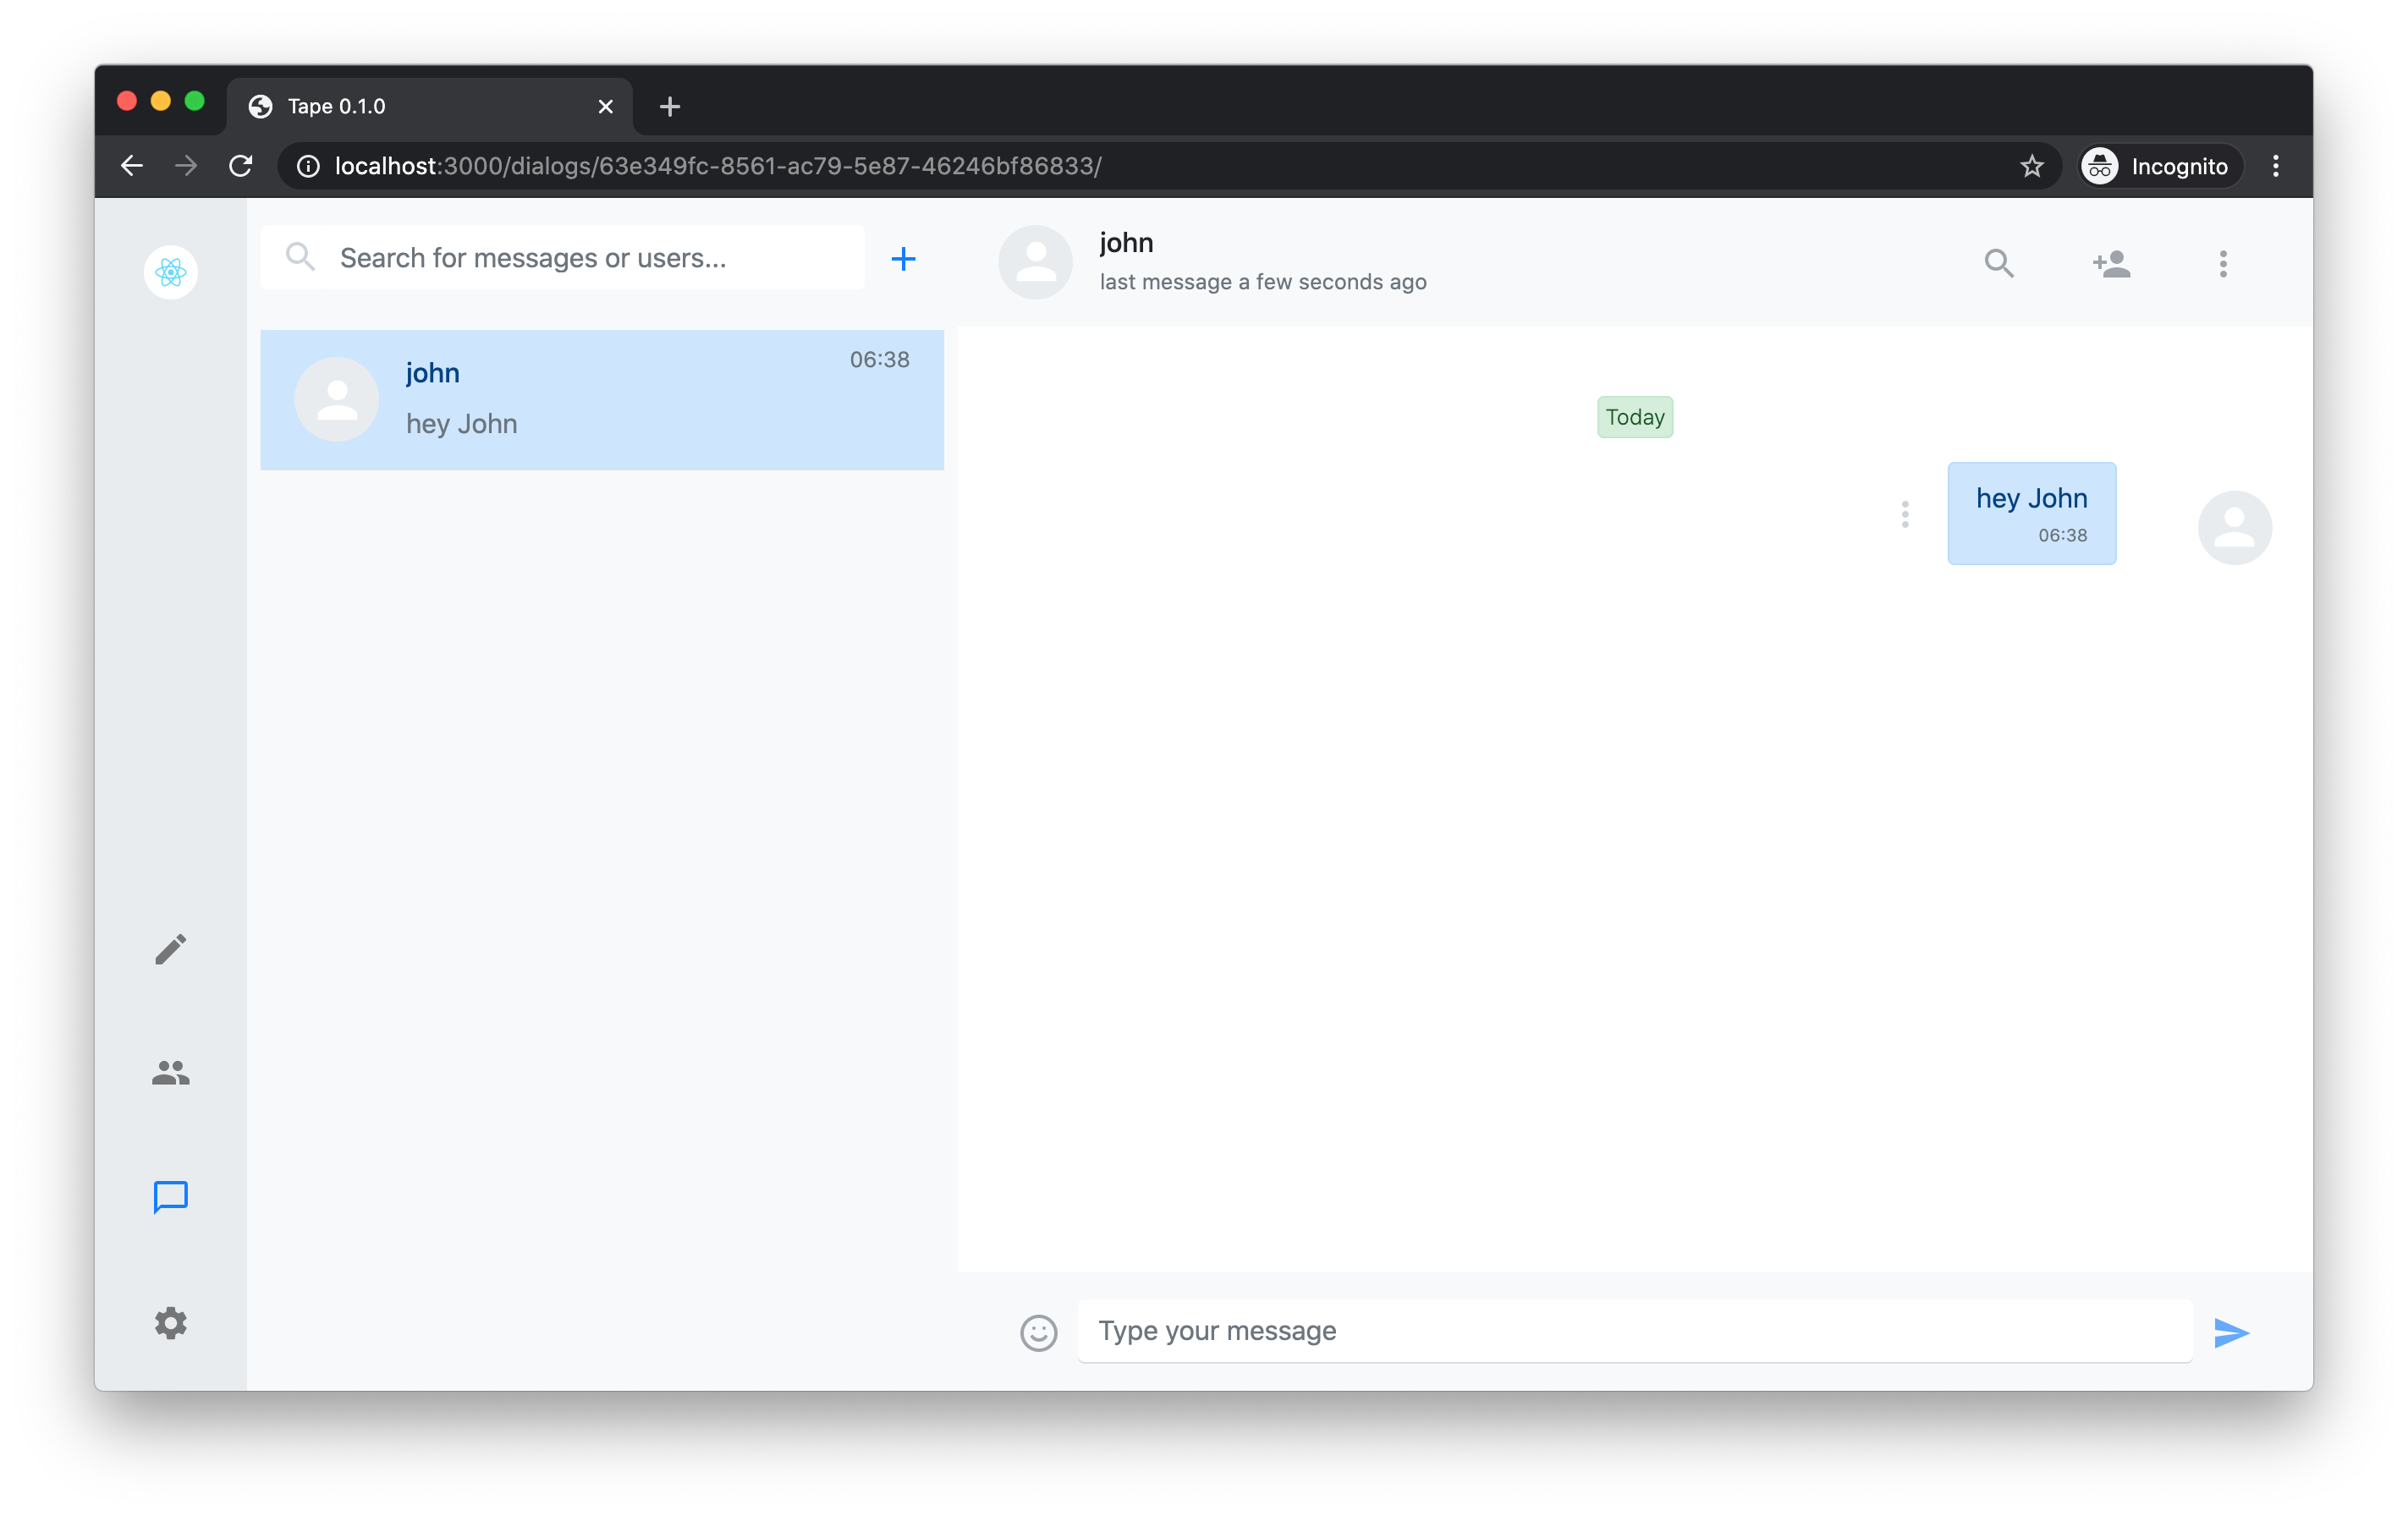 Tape 0.1.0
localhost:3000/dialogs/63e349fc-8561-ac79-5e87-46246bf86833/
Incognito
Search for messages or users...
john
06:38
hey John
john
last message a few seconds ago
Today
hey John
06:38
Type your message